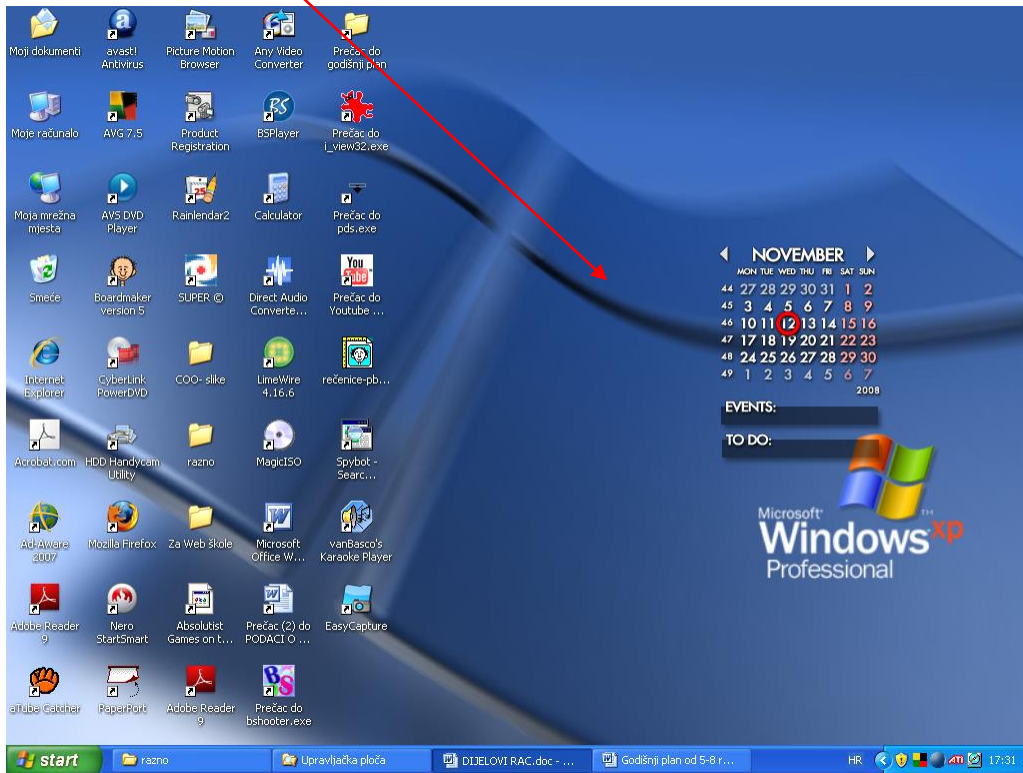 Moji dokumenti
avast!
Antivirus
Picture Motion
Browser
Any Video
Converter
Prečac do
godišnji plan
Moje računalo
AVG 7.5
Product
Registration
BSPlayer
Prečac do
i_view32.exe
Moja mrežna
mjesta
AVS DVD
Player
Rainlendar2
Calculator
Prečac do
pds.exe
Smeće
Boardmaker
version 5
SUPER ©
Direct Audio
Converte...
You
Tube
Prečac do
Youtube ...
Internet
Explorer
CyberLink
PowerDVD
COO- slike
LimeWire
4.16.6
rečenice-pb...
Acrobat.com
HDD Handycam
Utility
razno
MagicISO
Spybot -
Searc...
Ad-Aware
2007
Mozilla Firefox
Za Web škole
Microsoft
Office W...
vanBasco's
Karaoke Player
Adobe Reader
9
Nero
StartSmart
Absolutist
Games on t...
Prečac (2) do
PODACI O ...
EasyCapture
aTube Catcher
PaperPort
Adobe Reader
9
Prečac do
bshooter.exe
NOVEMBER
MON TUE WED THU FRI SAT SUN
44 27 28 29 30 31 1 2
45 3 4 5 6 7 8 9
46 10 11 12 13 14 15 16
47 17 18 19 20 21 22 23
48 24 25 26 27 28 29 30
49 1 2 3 4 5 6 7
2008
EVENTS:
TO DO:
Microsoft
Windows xp
TM
Professional
start
razno
Upravljačka ploča
DIJELOVI RAC.doc - ...
Godišnji plan od 5-8 r...
HR
ATI
17:31